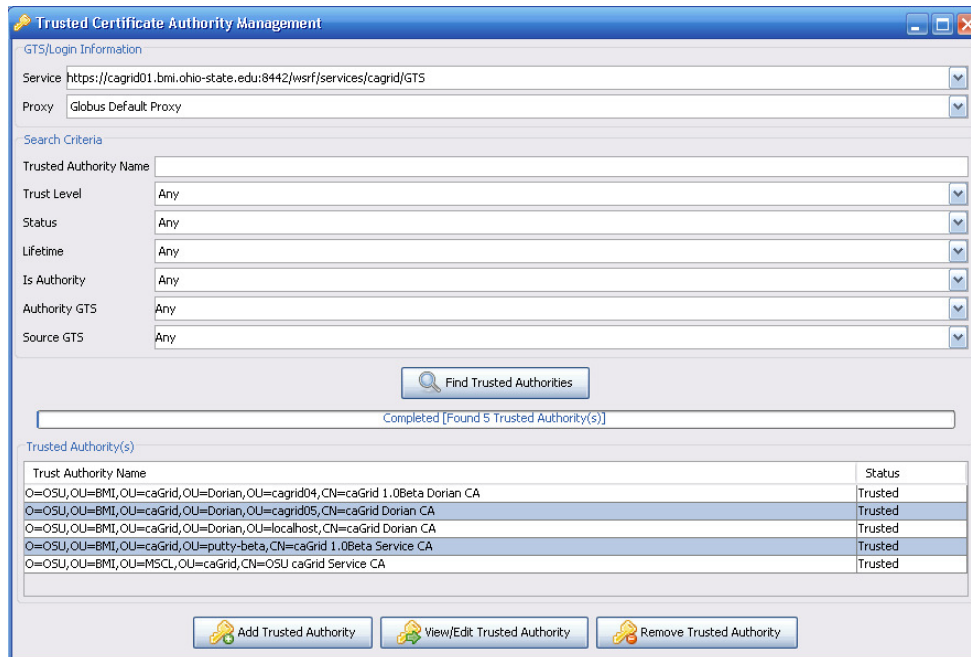 Trusted Certificate Authority Management
GTS/Login Information
Service https://cagrid01.bmi.ohio-state.edu:8442/wsrf/services/cagrid/GTS
Proxy Globus Default Proxy
Search Criteria
Trusted Authority Name
Trust Level Any
Status Any
Lifetime Any
Is Authority Any
Authority GTS Any
Source GTS Any
Find Trusted Authorities
Completed [Found 5 Trusted Authority(s)]
Trusted Authority(s)
Trust Authority Name Status
O=OSU,OU=BMI,OU=caGrid,OU=Dorian,OU=cagrid04,CN=caGrid 1.0Beta Dorian CA Trusted
O=OSU,OU=BMI,OU=caGrid,OU=Dorian,OU=cagrid05,CN=caGrid Dorian CA Trusted
O=OSU,OU=BMI,OU=caGrid,OU=Dorian,OU=localhost,CN=caGrid Dorian CA Trusted
O=OSU,OU=BMI,OU=caGrid,OU=putty-beta,CN=caGrid 1.0Beta Service CA Trusted
O=OSU,OU=BMI,OU=MSCL,OU=caGrid,CN=OSU caGrid Service CA Trusted
Add Trusted Authority View/Edit Trusted Authority Remove Trusted Authority